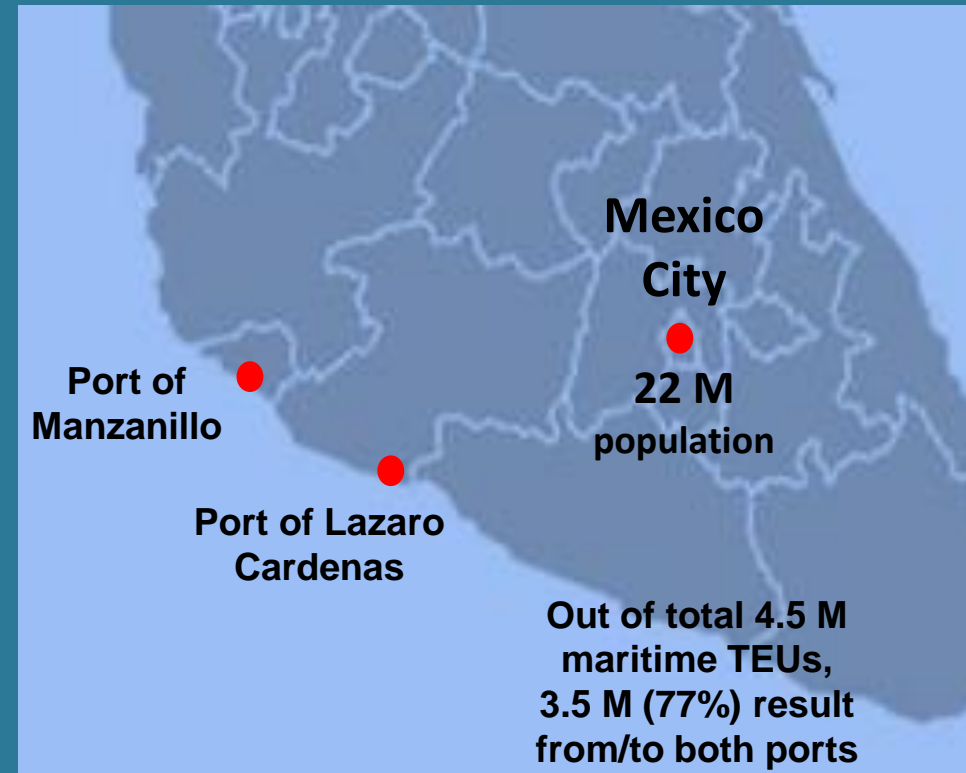 Mexico
City
22 M
population
Port of
Manzanillo
Port of Lazaro
Cardenas
Out of total 4.5 M
maritime TEUs,
3.5 M (77%) result
from/to both ports